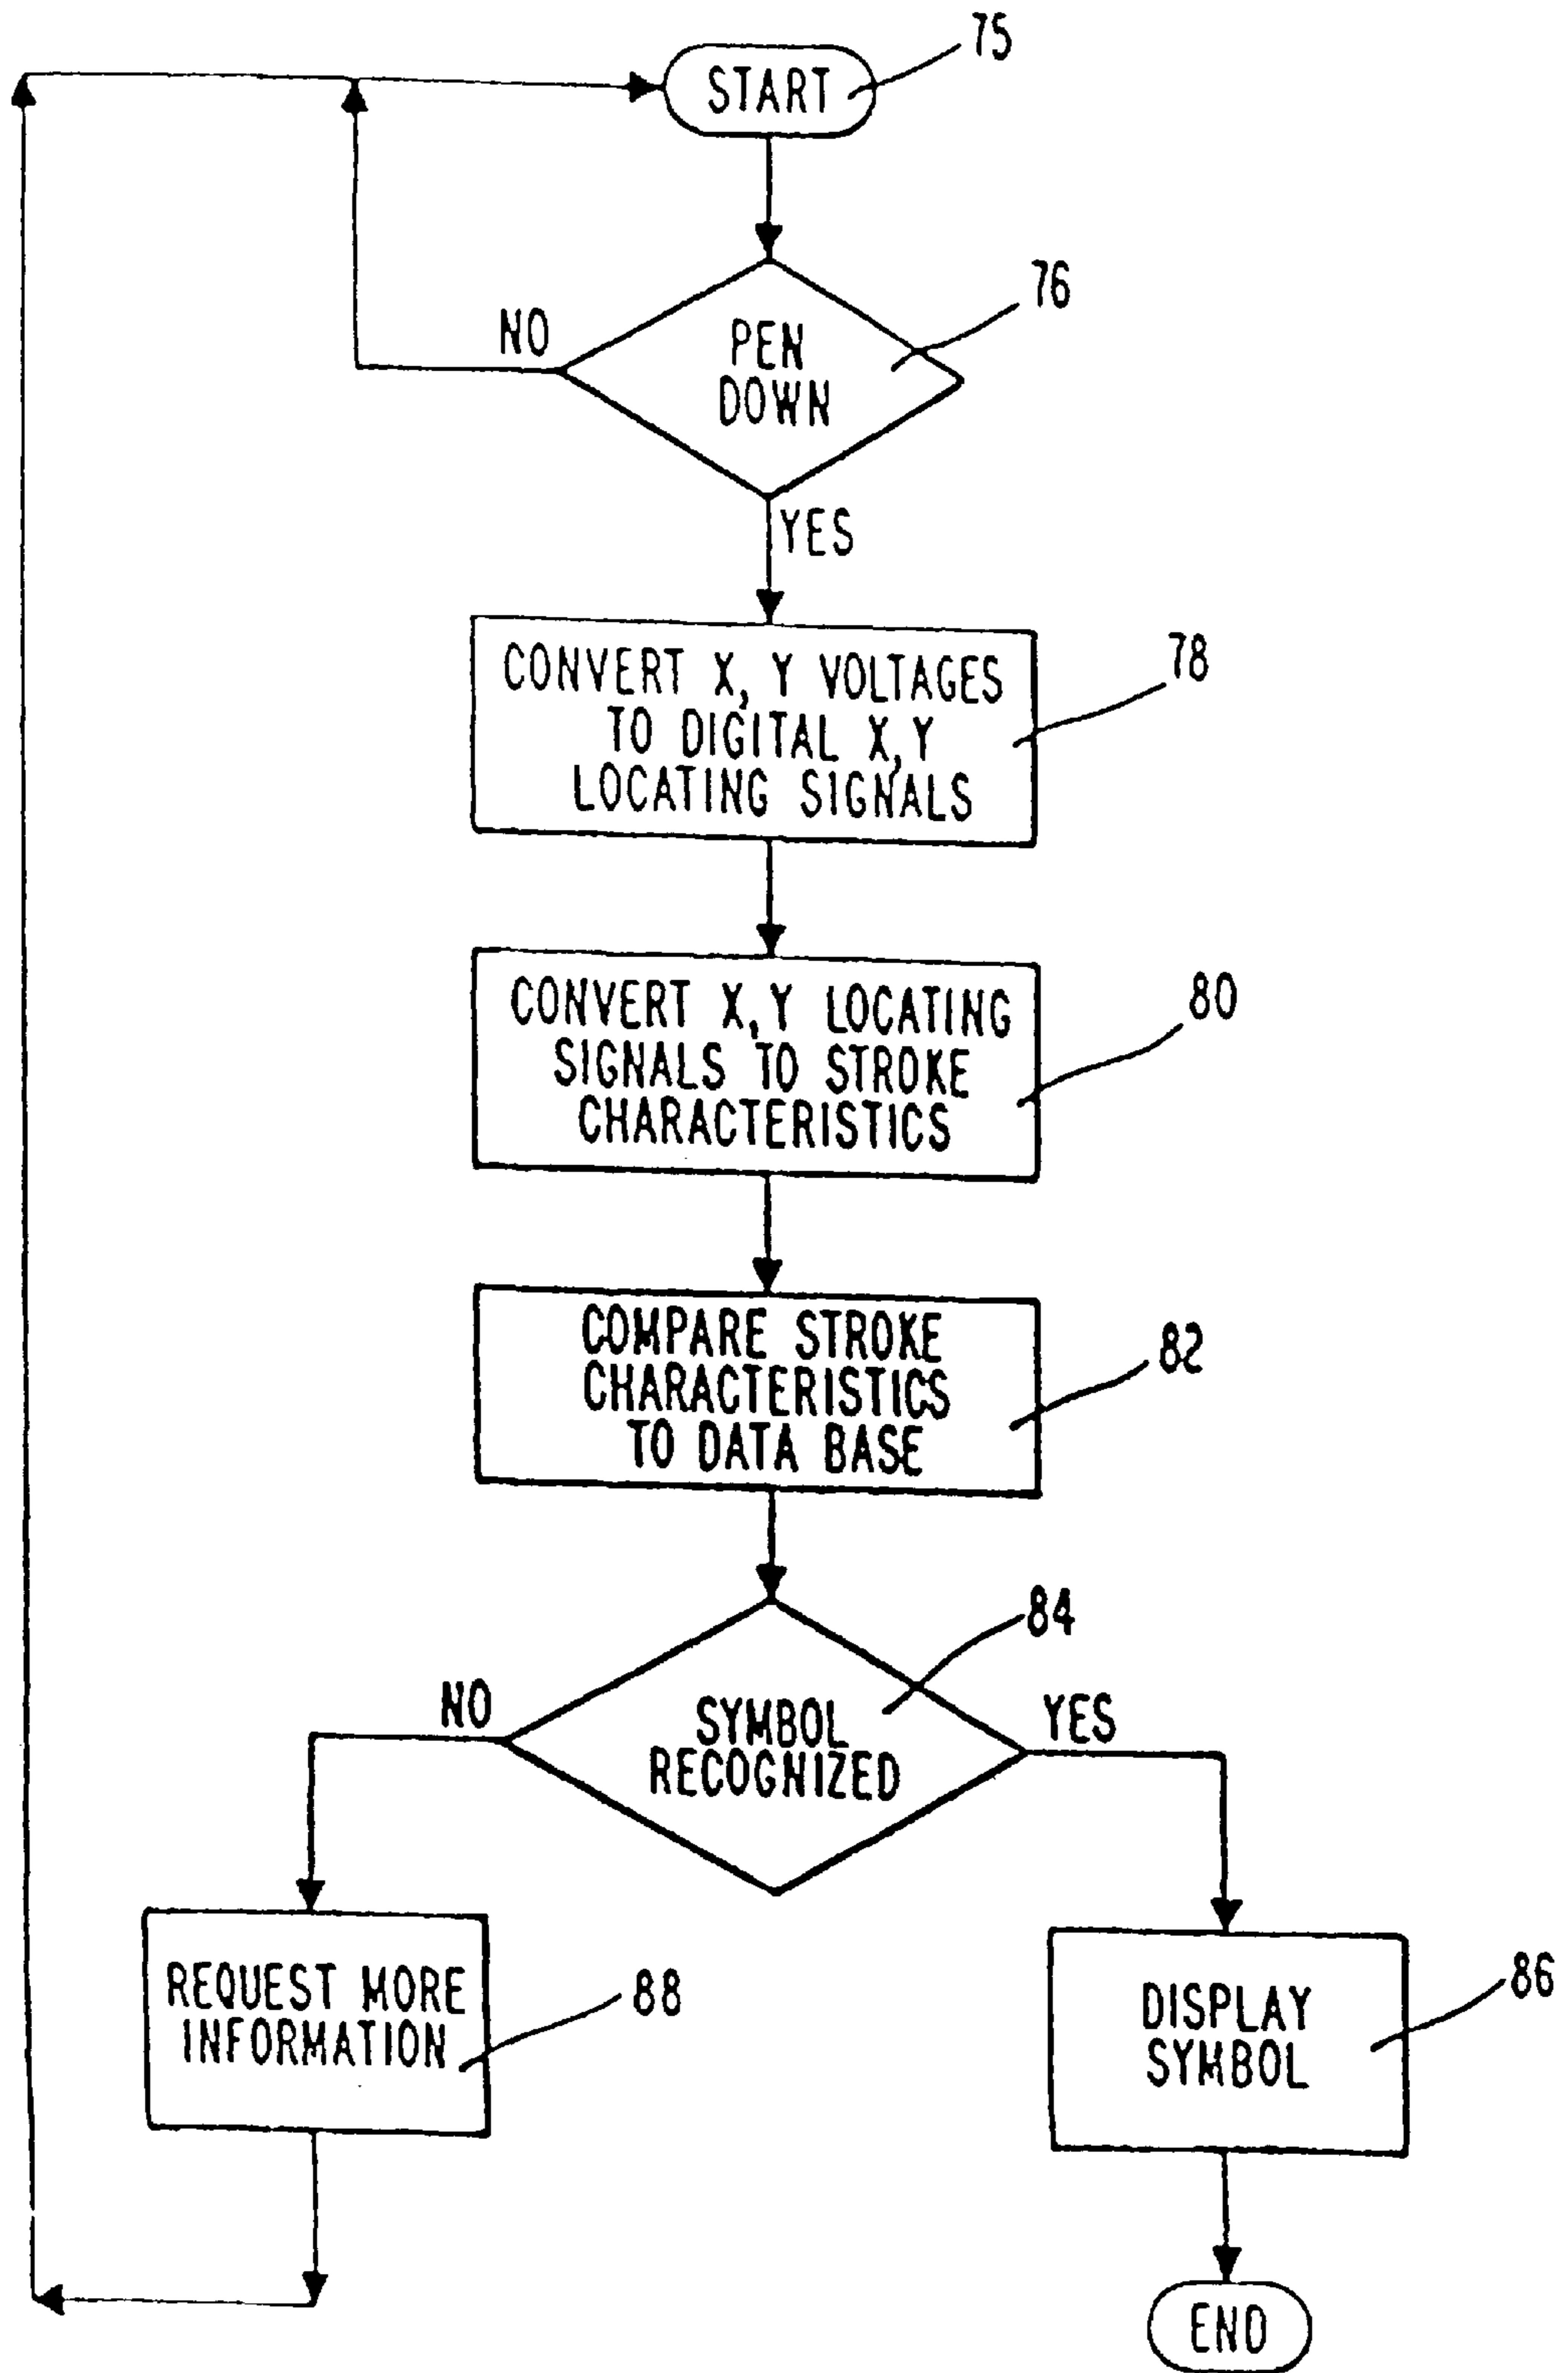 75
START
76
NO
PEN
DOWN
YES
CONVERT X, Y VOLTAGES
TO DIGITAL X,Y
LOCATING SIGNALS
78
CONVERT X,Y LOCATING
SIGNALS TO STROKE
CHARACTERISTICS
80
COMPARE STROKE
CHARACTERISTICS
TO DATA BASE
82
84
NO
SYMBOL
RECOGNIZED
YES
REQUEST MORE
INFORMATION
88
DISPLAY
SYMBOL
86
END